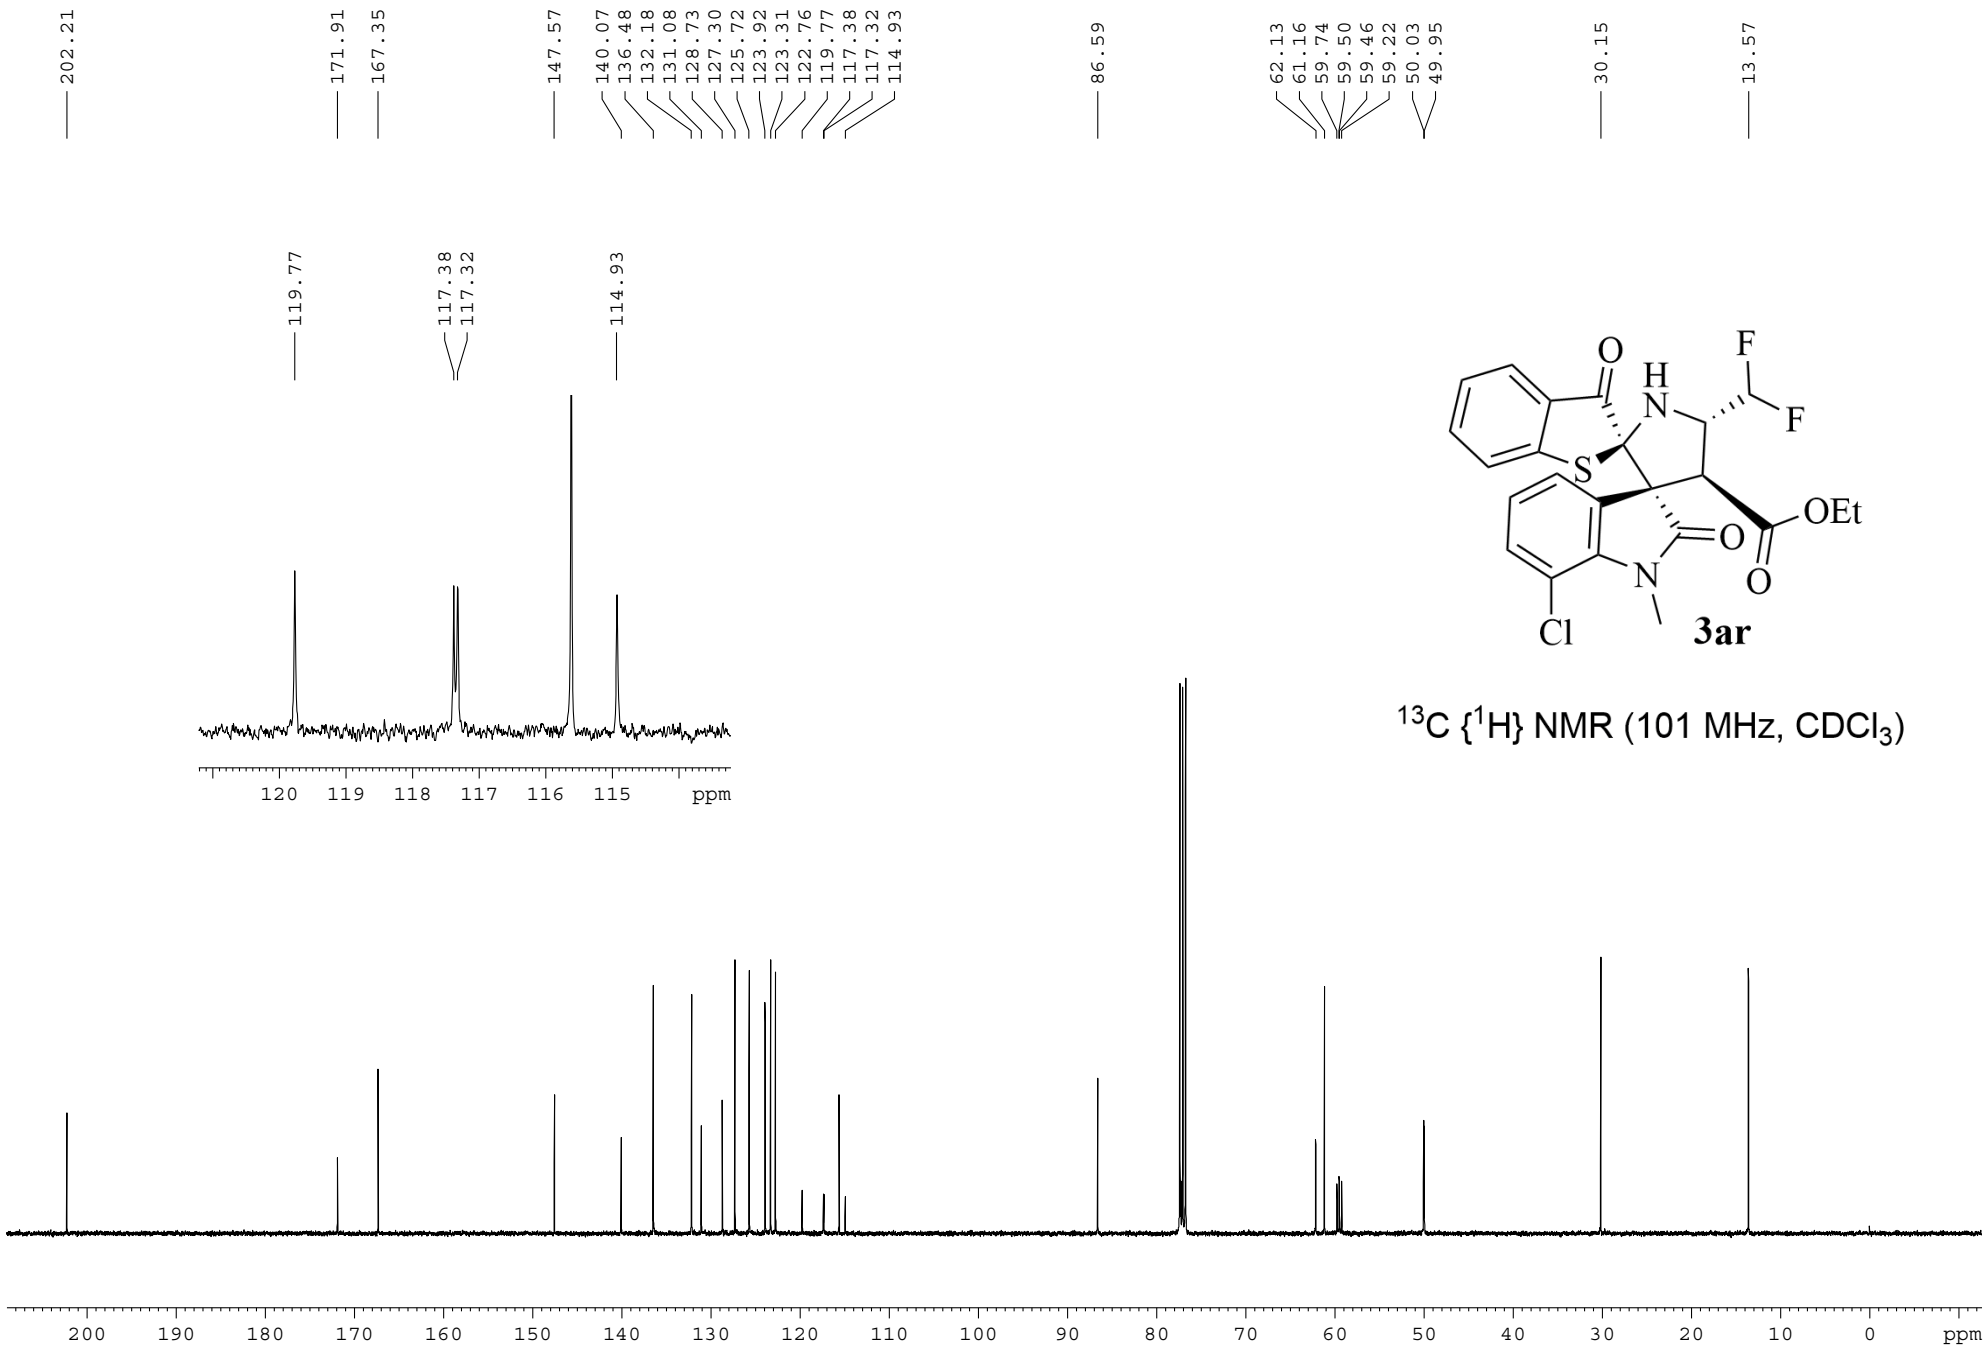 202.21
171.91
167.35
147.57
140.07
136.48
132.18
131.08
128.73
127.30
125.72
123.92
123.31
122.76
119.77
117.38
117.32
114.93
86.59
62.13
61.16
59.74
59.50
59.46
59.22
50.03
49.95
30.15
13.57
119.77
117.38
117.32
114.93
120 119 118 117 116 115 ppm
O
H
N
F
F
S
OEt
O
O
N
Cl
3ar
¹³C {¹H} NMR (101 MHz, CDCl₃)
200 190 180 170 160 150 140 130 120 110 100 90 80 70 60 50 40 30 20 10 0 ppm